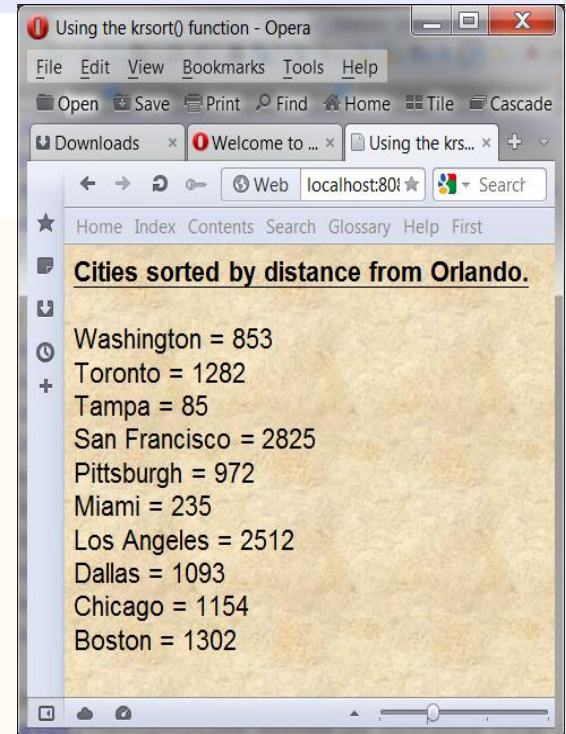 Using the krsort() function - Opera
File Edit View Bookmarks Tools Help
Open Save Print Find Home Tile Cascade
Downloads × Welcome to ... × Using the krs... ×
Web localhost:808 Search
Home Index Contents Search Glossary Help First
Cities sorted by distance from Orlando.
Washington = 853
Toronto = 1282
Tampa = 85
San Francisco = 2825
Pittsburgh = 972
Miami = 235
Los Angeles = 2512
Dallas = 1093
Chicago = 1154
Boston = 1302